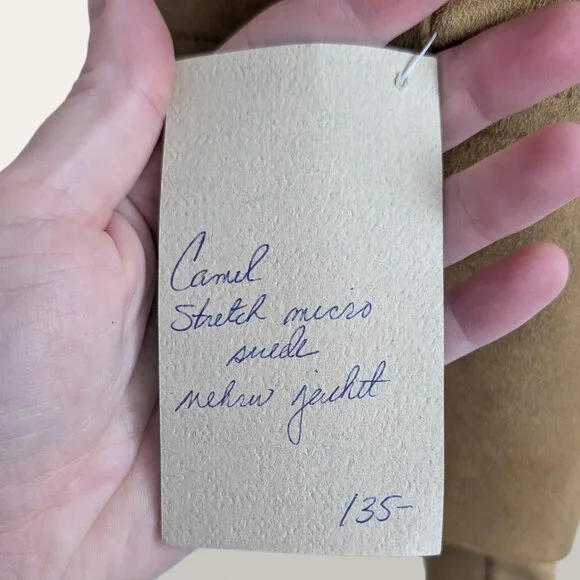 Camel
Stretch micro
suede
nehru jacket
135-